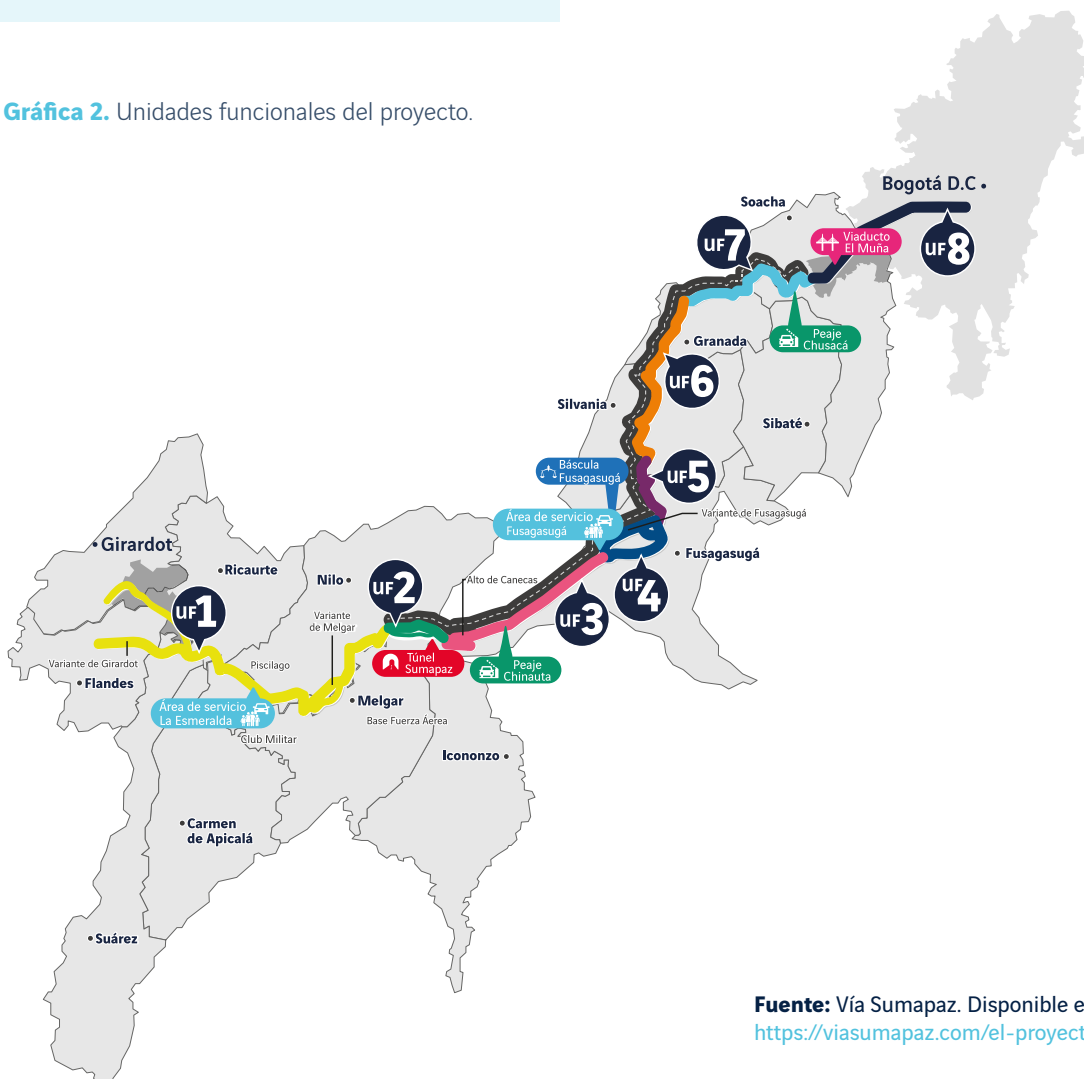 Gráfica 2. Unidades funcionales del proyecto.
Bogotá D.C
Soacha
UF7
Viaducto
El Muña
UF8
Peaje
Chusacá
Granada
UF6
Silvania
Sibaté
Báscula
Fusagasugá
UF5
Área de servicio
Fusagasugá
Variante de Fusagasugá
Fusagasugá
Girardot
Ricaurte
Nilo
UF2
Alto de Canecas
UF4
UF1
Variante
de Melgar
UF3
Variante de Girardot
Piscilago
Túnel
Sumapaz
Peaje
Chinauta
Flandes
Melgar
Área de servicio
La Esmeralda
Base Fuerza Aerea
Club Militar
Icononzo
Carmen
de Apicalá
Suárez
Fuente: Vía Sumapaz. Disponible e
https://viasumapaz.com/el-proyect